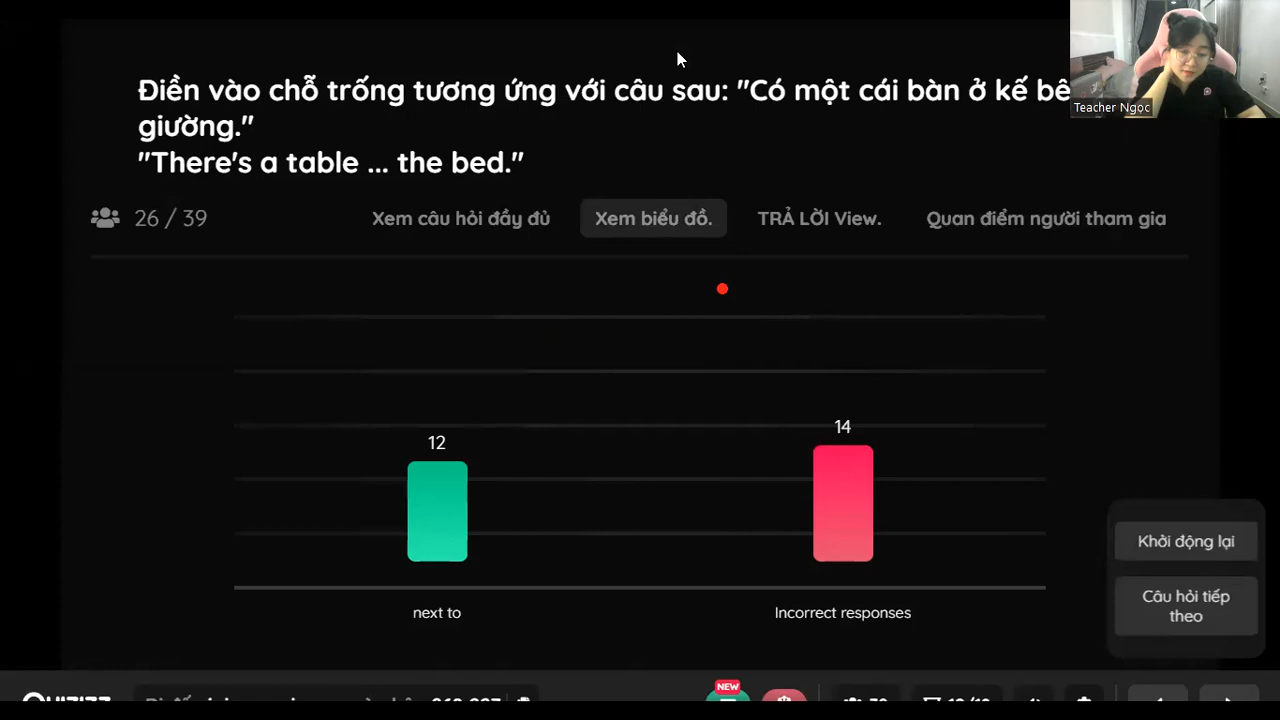 Điền vào chỗ trống tương ứng với câu sau: "Có một cái bàn ở kế bê
giường."
"There's a table ... the bed."
Teacher Ngọc
26 / 39
Xem câu hỏi đầy đủ
Xem biểu đồ.
TRẢ LỜI View.
Quan điểm người tham gia
12
14
next to
Incorrect responses
Khởi động lại
Câu hỏi tiếp
theo
NEW